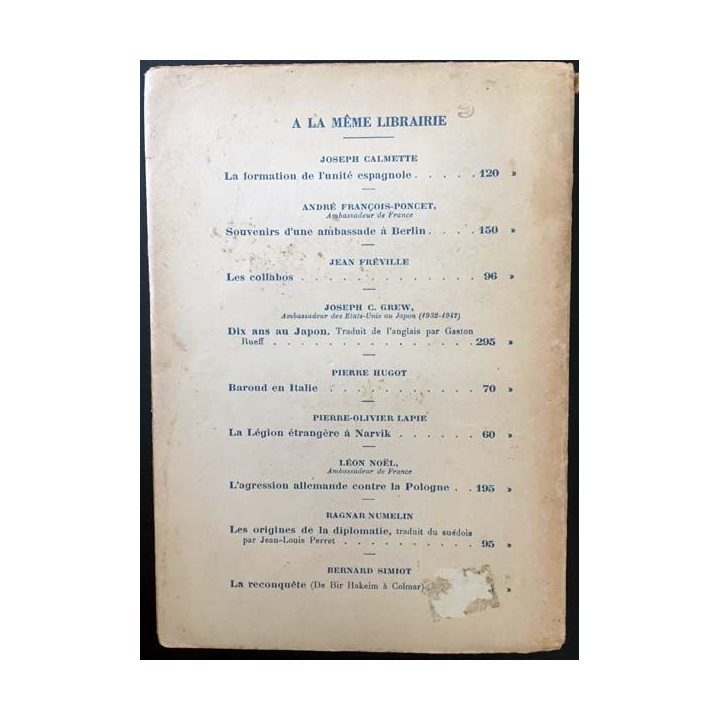 A LA MÊME LIBRAIRIE
JOSEPH CALMETTE
La formation de l'unité espagnole . . . . . 120 »
ANDRÉ FRANÇOIS-PONCET,
Ambassadeur de France
Souvenirs d'une ambassade à Berlin . . . . 150 »
JEAN FRÉVILLE
Les collabos . . . . . . . . . . . . . 96 »
JOSEPH C. GREW,
Ambassadeur des Etats-Unis au Japon (1932-1942)
Dix ans au Japon, Traduit de l'anglais par Gaston
Rueff . . . . . . . . . . . . . . . . 295 »
PIERRE HUGOT
Baroud en Italie . . . . . . . . . . . . 70 »
PIERRE-OLIVIER LAPIE
La Légion étrangère à Narvik . . . . . . 60 »
LÉON NOËL,
Ambassadeur de France
L'agression allemande contre la Pologne . . 195 »
RAGNAR NUMELIN
Les origines de la diplomatie, traduit du suédois
par Jean-Louis Perret . . . . . . . . . . 95 »
BERNARD SIMIOT
La reconquête (De Bir Hakeim à Colmar) »